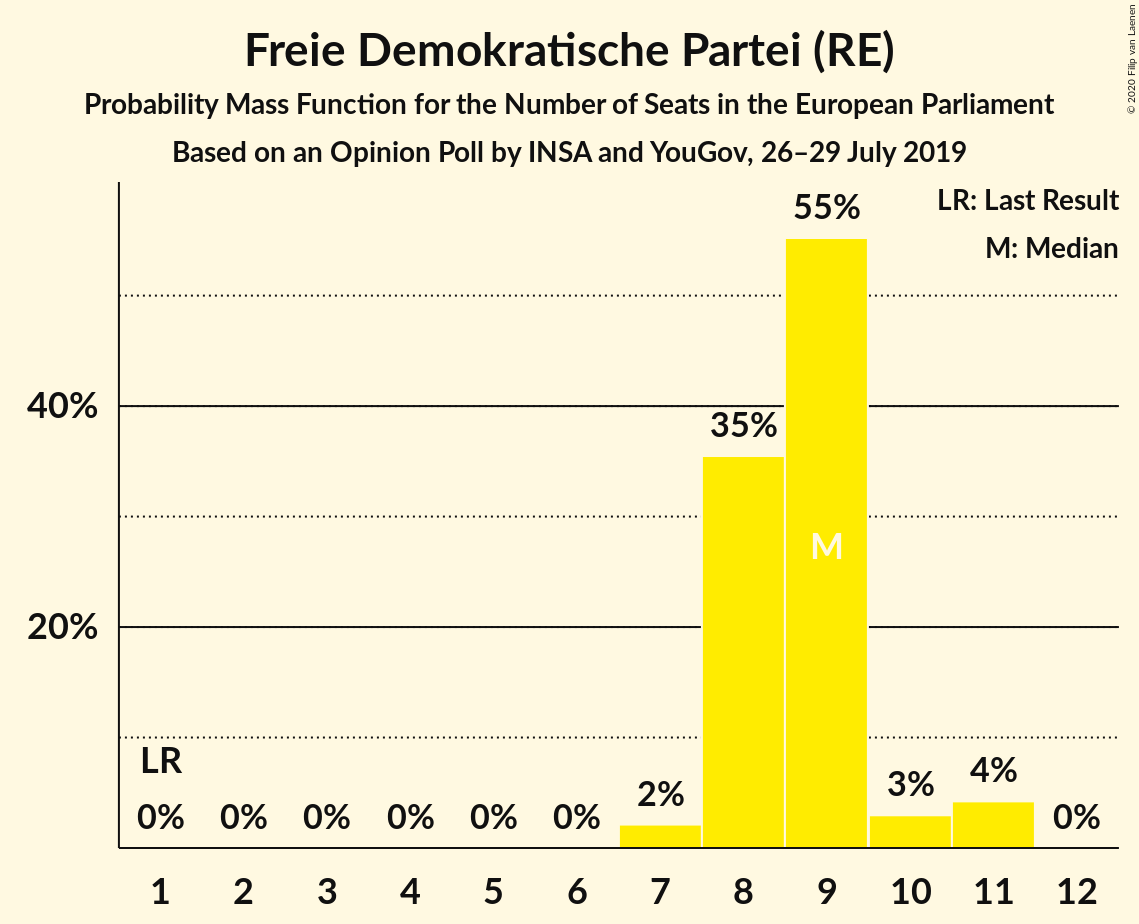 Freie Demokratische Partei (RE)
Probability Mass Function for the Number of Seats in the European Parliament
Based on an Opinion Poll by INSA and YouGov, 26–29 July 2019
© 2020 Filip van Laenen
LR: Last Result
M: Median
55%
40%
35%
M
20%
LR
0% 0% 0% 0% 0% 0% 2% 3% 4% 0%
1 2 3 4 5 6 7 8 9 10 11 12